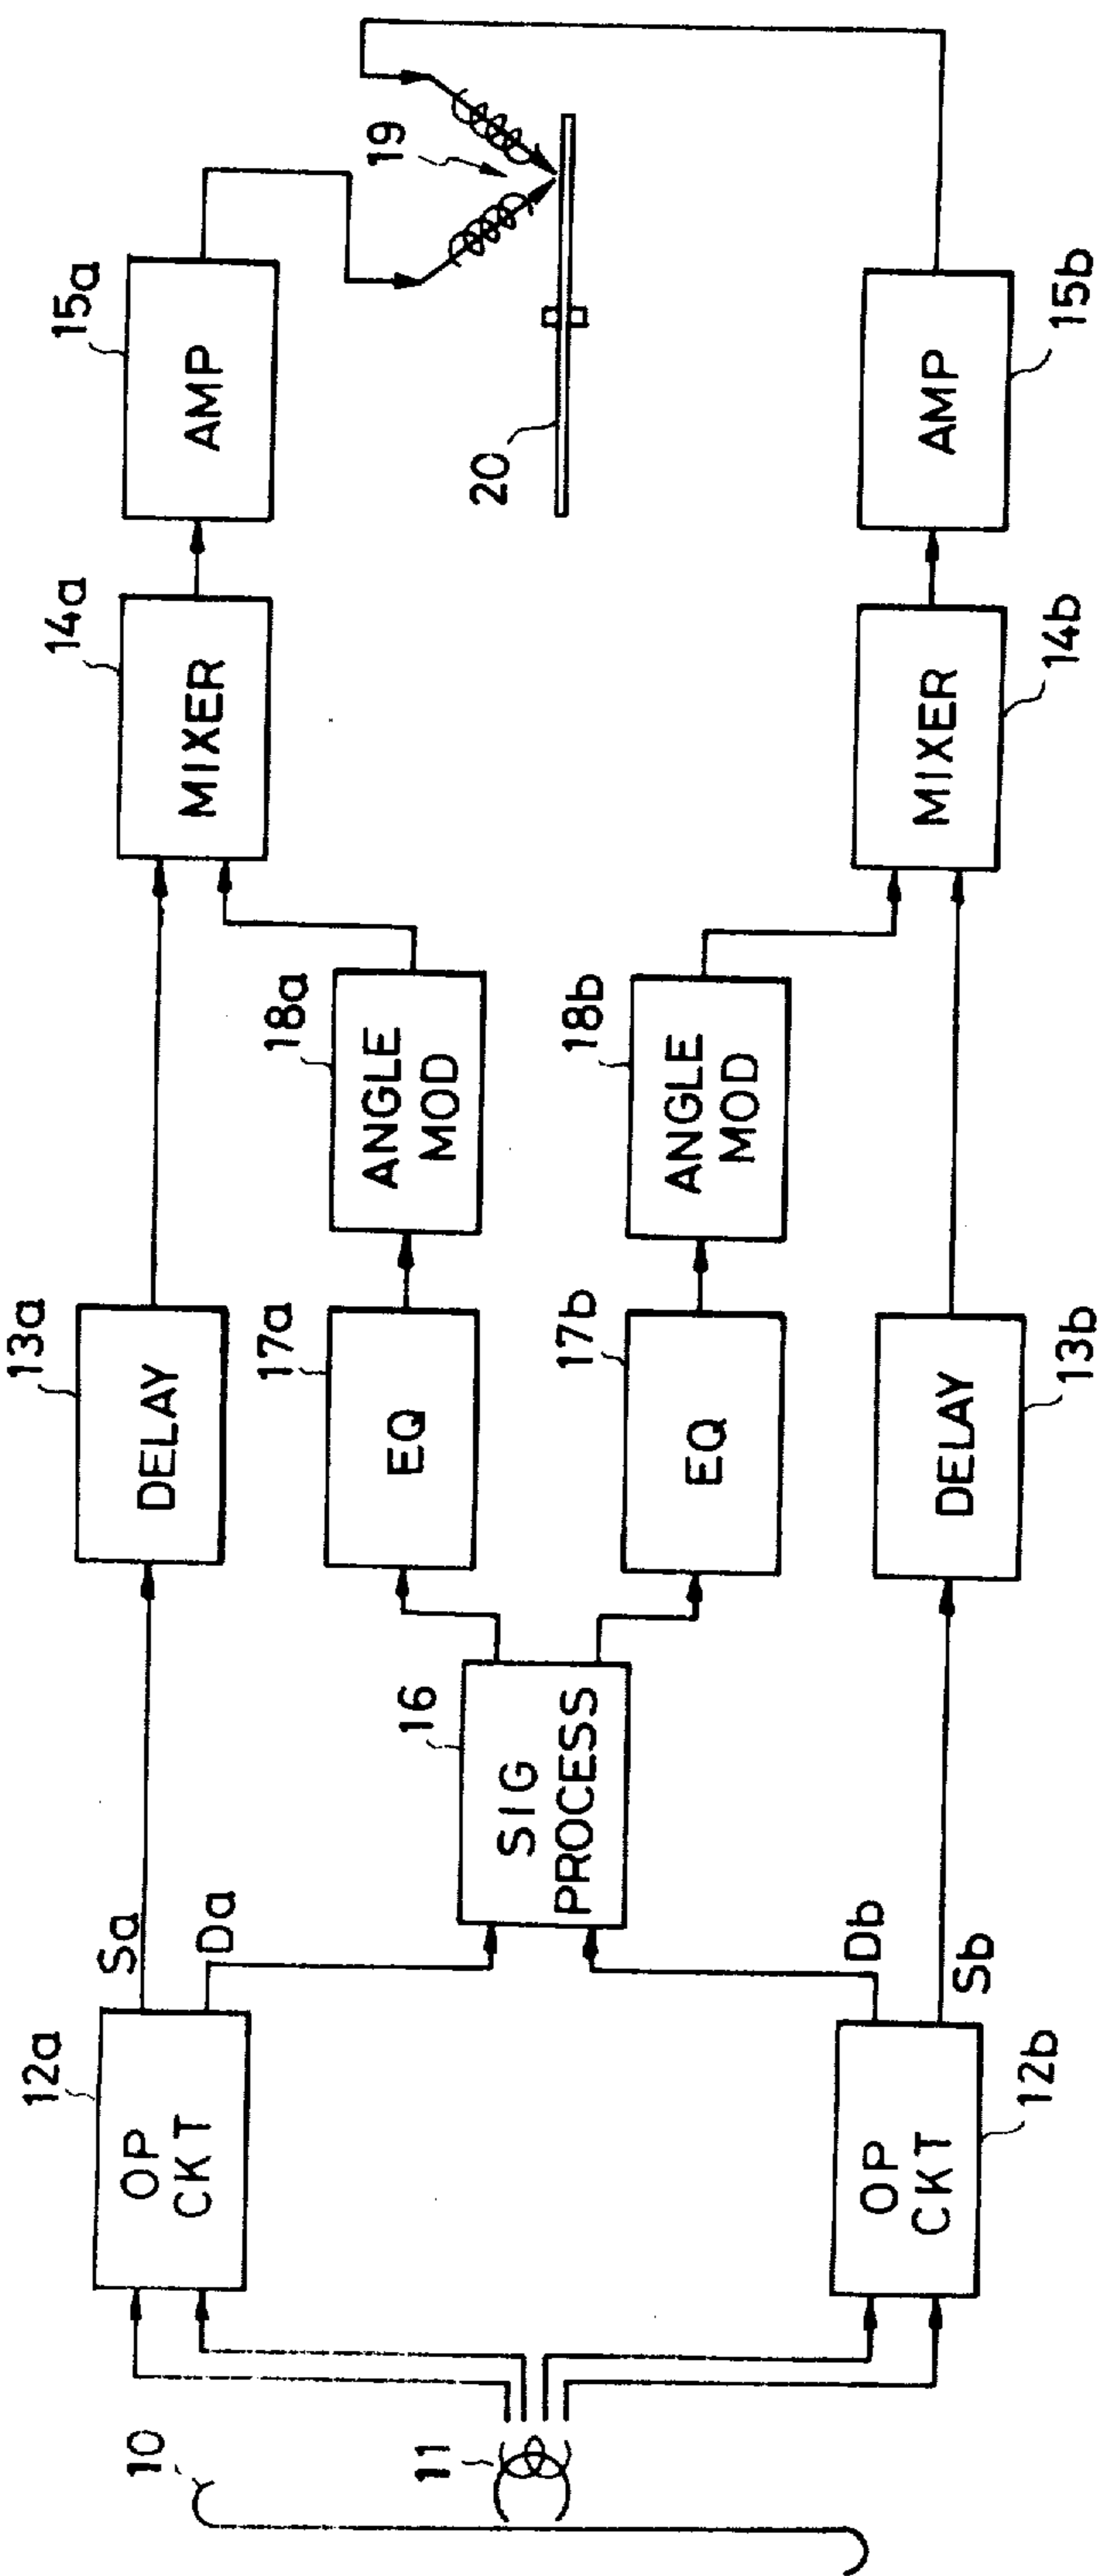 10
11
12a
OP
CKT
Sa
Da
12b
OP
CKT
Db
Sb
16
SIG
PROCESS
13a
DELAY
17a
EQ
17b
EQ
13b
DELAY
18a
ANGLE
MOD
18b
ANGLE
MOD
14a
MIXER
14b
MIXER
15a
AMP
15b
AMP
19
20